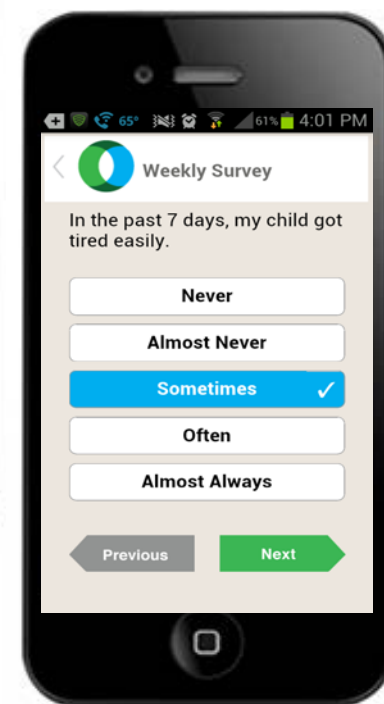 65° 61% 4:01 PM
Weekly Survey
In the past 7 days, my child got
tired easily.
Never
Almost Never
Sometimes
Often
Almost Always
Previous Next